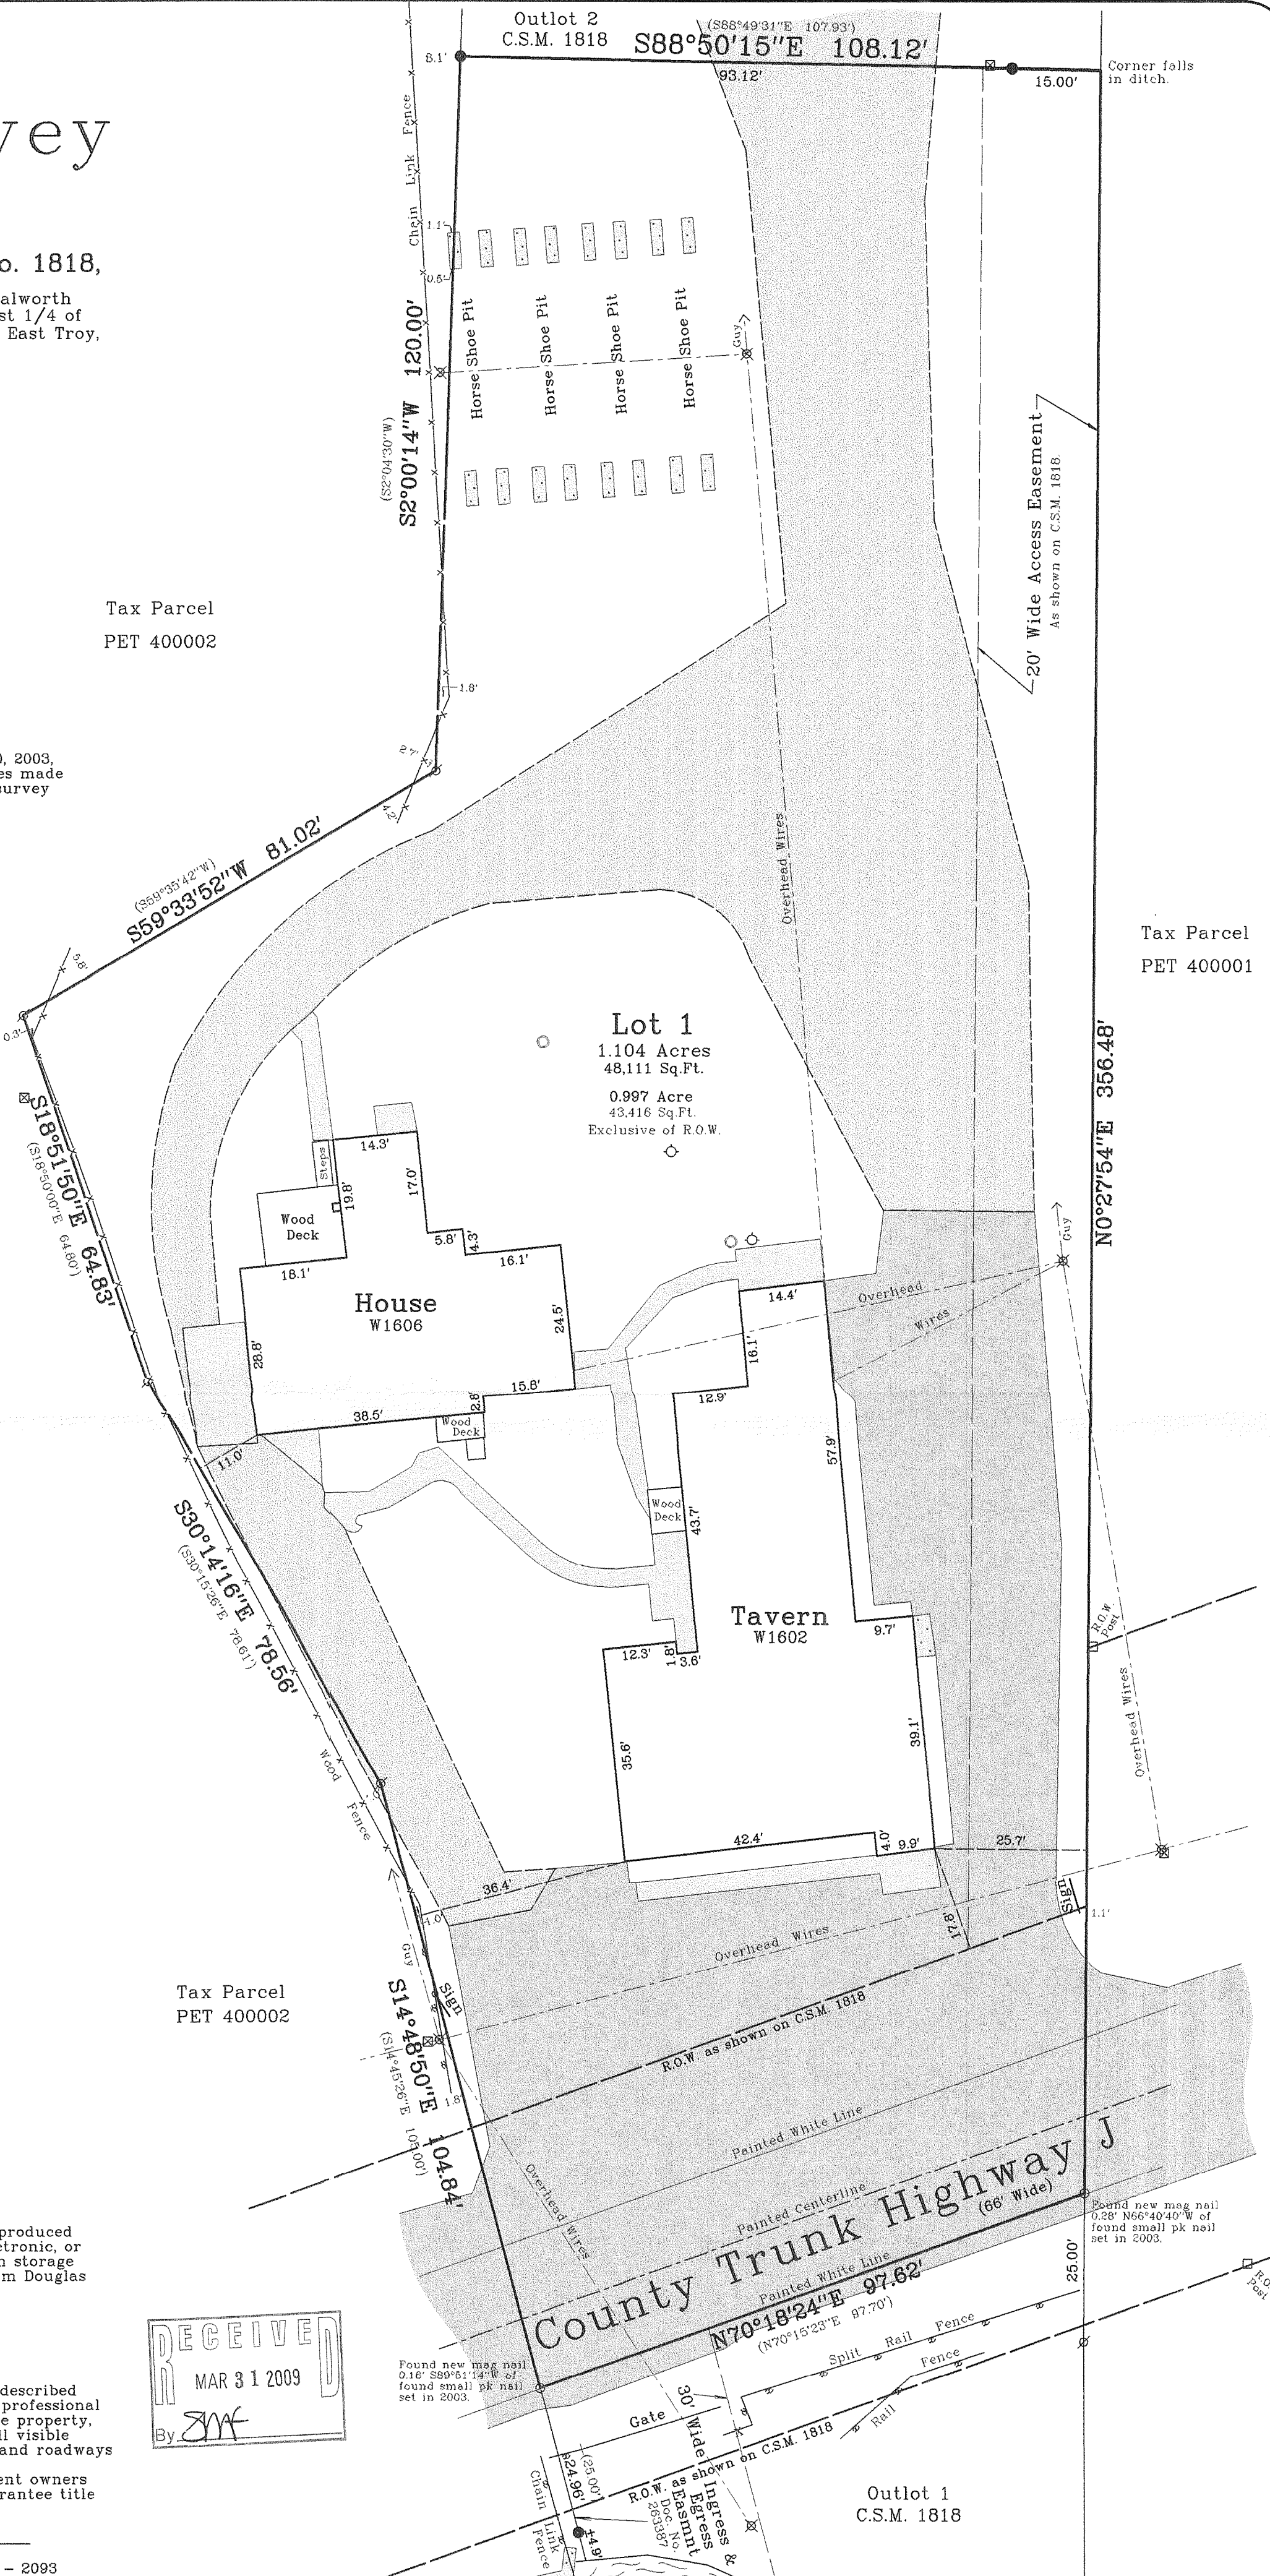 Outlot 2
C.S.M. 1818
(S88°49'31"E 107.93')
S88°50'15"E 108.12'
8.1'
93.12'
15.00'
Corner falls
in ditch.
vey
Chain Link Fence
1.1'
0.5'
o. 1818,
alworth
st 1/4 of
East Troy,
Horse Shoe Pit
Horse Shoe Pit
Horse Shoe Pit
Horse Shoe Pit
Guy
S2°00'14"W 120.00'
(S2°04'30"W)
20' Wide Access Easement
As shown on C.S.M. 1818.
Tax Parcel
PET 400002
1.8'
2.7'
4.2'
), 2003,
es made
survey
S59°33'52"W 81.02'
(S59°35'42"W)
Overhead Wires
Tax Parcel
PET 400001
5.8'
0.3'
Lot 1
1.104 Acres
48,111 Sq.Ft.
0.997 Acre
43,416 Sq.Ft.
Exclusive of R.O.W.
N0°27'54"E 356.48'
S18°51'50"E 64.83'
(S18°50'00"E 64.80')
Steps
14.3'
17.0'
19.8'
Wood
Deck
5.8'
4.3'
16.1'
18.1'
House
W1606
24.5'
28.8'
15.8'
2.8'
38.5'
Wood
Deck
11.0'
Guy
Overhead
Wires
14.4'
16.1'
12.9'
57.9'
Wood
Deck
43.7'
S30°14'16"E 78.56'
(S30°15'26"E 78.61')
Tavern
W1602
9.7'
12.3'
1.8'
3.6'
35.6'
39.1'
42.4'
4.0'
9.9'
25.7'
R.O.W.
Post
Overhead Wires
Wood Fence
36.4'
17.8'
Sign
1.1'
1.0'
Guy
Sign
Overhead Wires
Tax Parcel
PET 400002
R.O.W. as shown on C.S.M. 1818
S14°48'50"E 104.84'
(S14°45'26"E 105.00')
1.8'
Painted White Line
Overhead Wires
Painted Centerline
County Trunk Highway J
(66' Wide)
Painted White Line
N70°18'24"E 97.62'
(N70°15'23"E 97.70')
Found new mag nail
0.28' N66°40'40"W of
found small pk nail
set in 2003.
25.00'
R.O.
Post
produced
ctronic, or
n storage
m Douglas
RECEIVED
MAR 31 2009
By
Found new mag nail
0.16' S89°51'14"W of
found small pk nail
set in 2003.
Split Rail Fence
Rail Fence
Gate
described
professional
e property,
ll visible
and roadways
ent owners
rantee title
30' Wide Ingress &
Egress
Easmnt
Doc. No.
263387
R.O.W. as shown on C.S.M. 1818
(25.00')
±24.96'
±4.9'
Chain Link
Fence
Outlot 1
C.S.M. 1818
- 2093